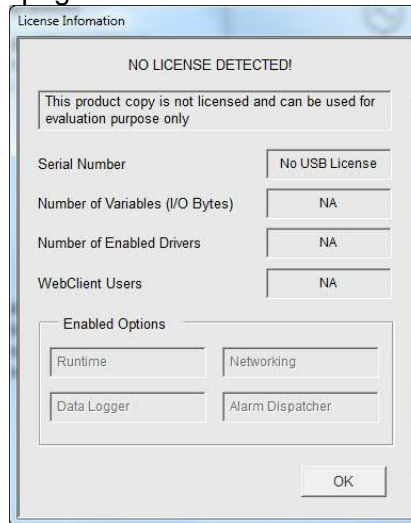 License Infomation
NO LICENSE DETECTED!
This product copy is not licensed and can be used for
evaluation purpose only
Serial Number
No USB License
Number of Variables (I/O Bytes)
NA
Number of Enabled Drivers
NA
WebClient Users
NA
Enabled Options
Runtime
Networking
Data Logger
Alarm Dispatcher
OK